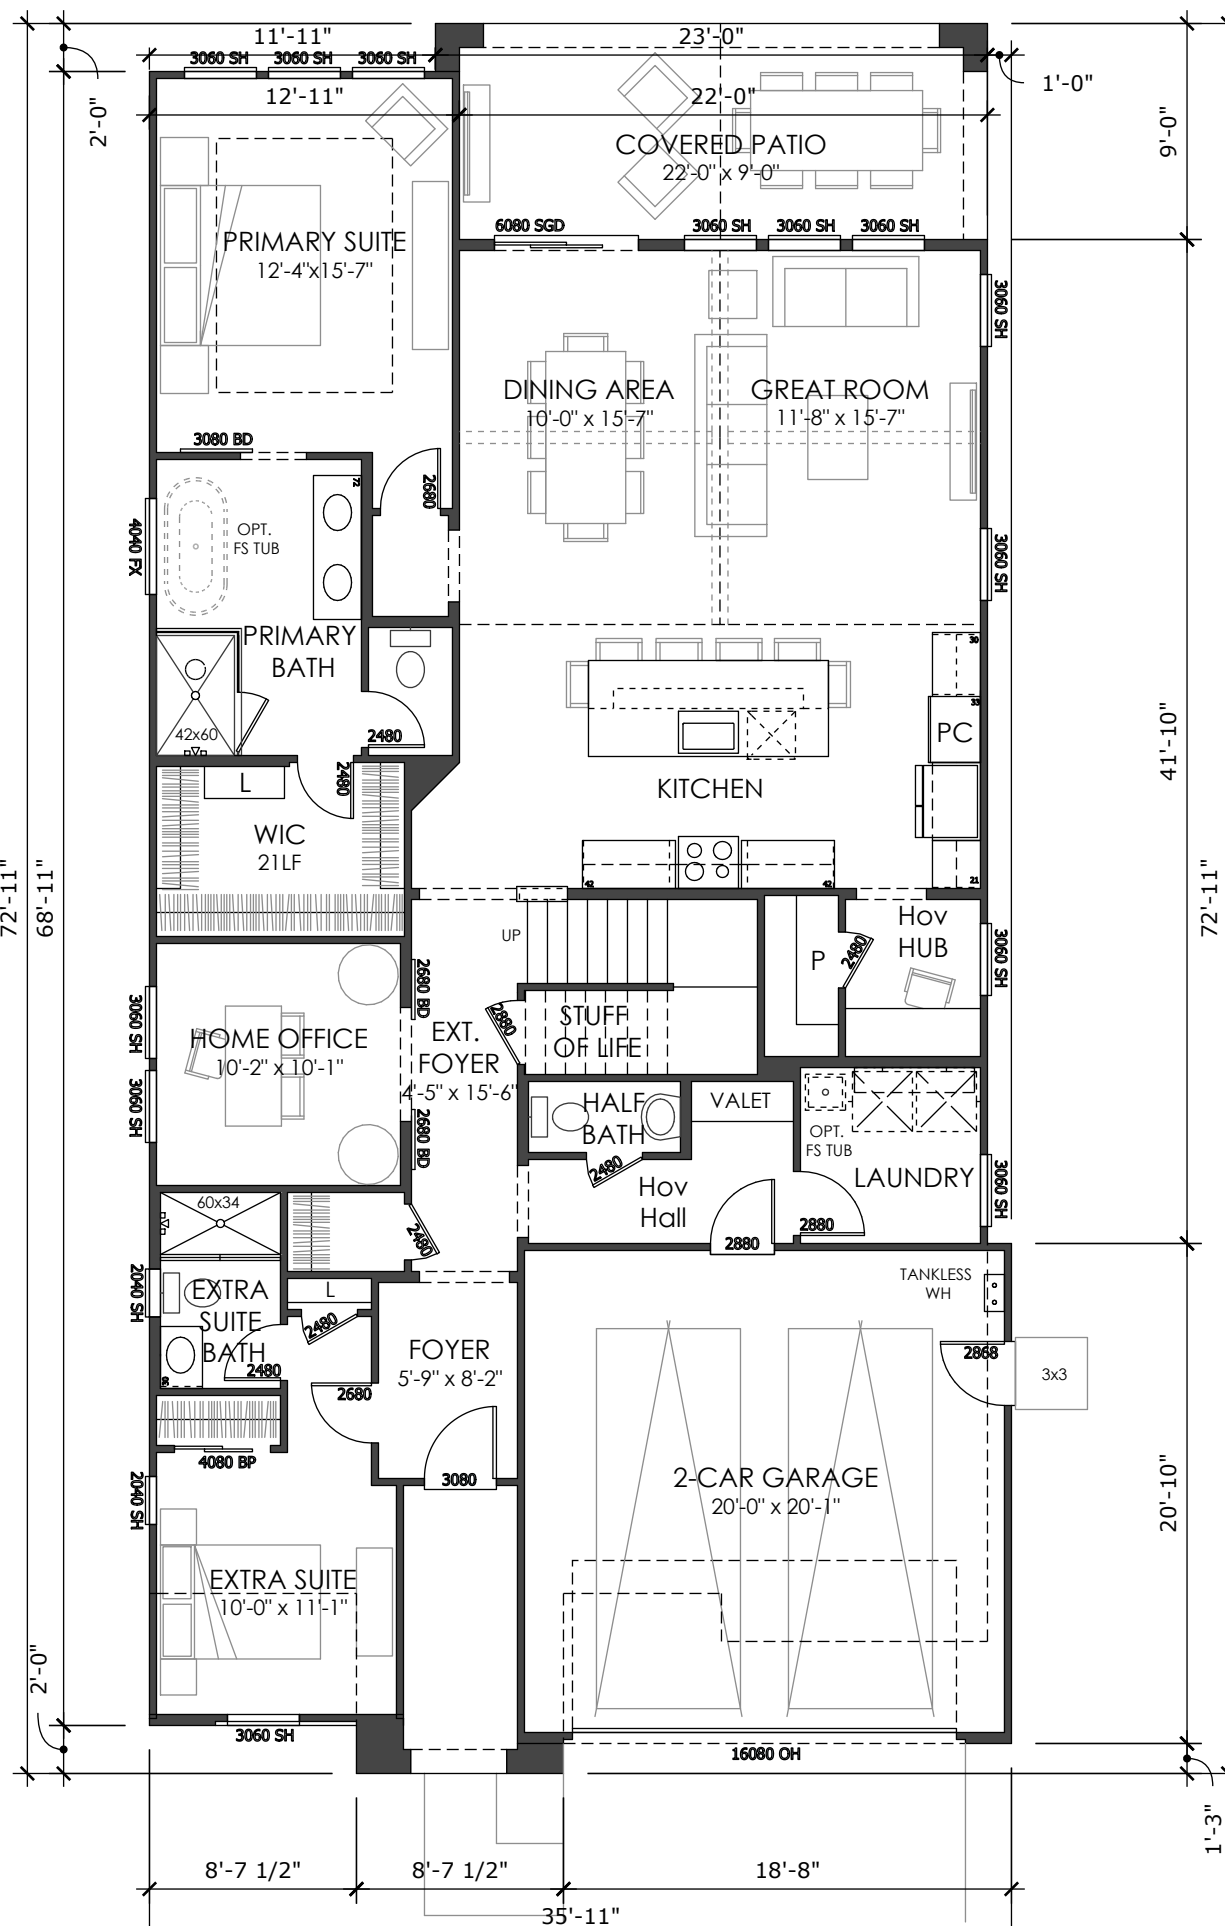 11'-11"
23'-0"
3060 SH
3060 SH
3060 SH
1'-0"
2'-0"
12'-11"
22'-0"
9'-0"
COVERED PATIO
22'-0" x 9'-0"
6080 SGD
3060 SH
3060 SH
3060 SH
PRIMARY SUITE
12'-4"x15'-7"
3060 SH
DINING AREA
10'-0" x 15'-7"
GREAT ROOM
11'-8" x 15'-7"
3080 BD
2680
72
4040 FX
OPT.
FS TUB
3060 SH
PRIMARY
BATH
30
33
PC
42x60
2480
2480
L
KITCHEN
41'-10"
WIC
21LF
42
42
21
72'-11"
68'-11"
72'-11"
UP
P
2480
Hov
HUB
3060 SH
2680 BD
3060 SH
HOME OFFICE
10'-2" x 10'-1"
EXT.
FOYER
4'-5" x 15'-6"
2880
STUFF
OF LIFE
3060 SH
2680 BD
HALF
BATH
VALET
2480
OPT.
FS TUB
LAUNDRY
3060 SH
Hov
Hall
60x34
2480
2880
2880
2040 SH
EXTRA
SUITE
BATH
L
2480
2480
30
TANKLESS
WH
FOYER
5'-9" x 8'-2"
2680
2868
3x3
4080 BP
3080
2040 SH
2-CAR GARAGE
20'-0" x 20'-1"
20'-10"
EXTRA SUITE
10'-0" x 11'-1"
2'-0"
3060 SH
16080 OH
1'-3"
8'-7 1/2"
8'-7 1/2"
18'-8"
35'-11"